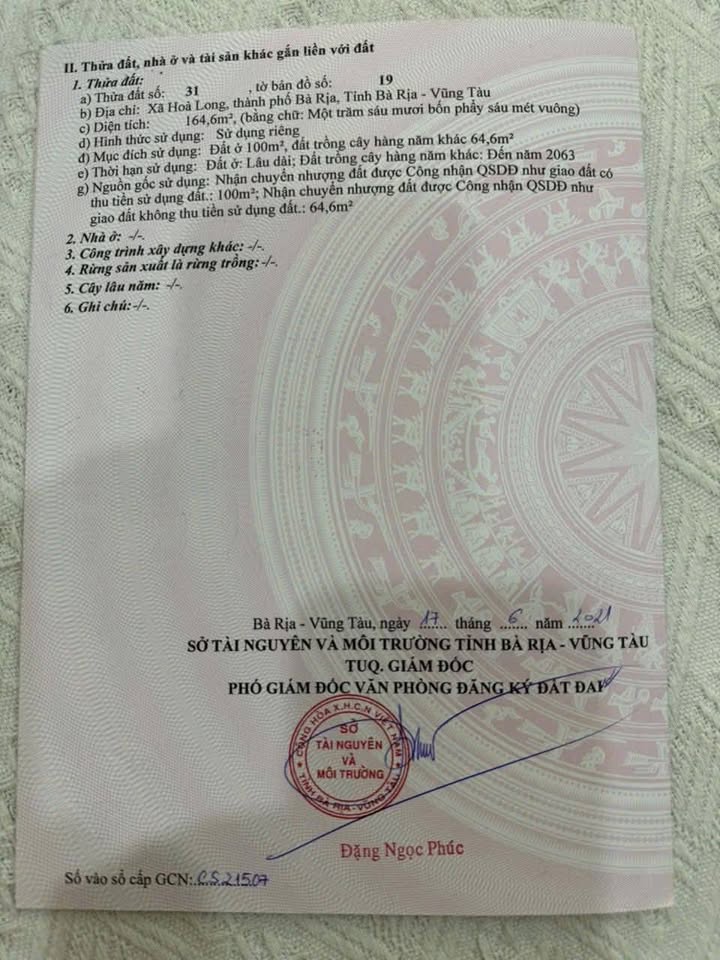 II. Thửa đất, nhà ở và tài sản khác gắn liền với đất
1. Thửa đất:
a) Thửa đất số: 31 , tờ bản đồ số: 19
b) Địa chỉ: Xã Hoà Long, thành phố Bà Rịa, Tỉnh Bà Rịa - Vũng Tàu
c) Diện tích: 164,6m², (bằng chữ: Một trăm sáu mươi bốn phẩy sáu mét vuông)
d) Hình thức sử dụng: Sử dụng riêng
đ) Mục đích sử dụng: Đất ở 100m², đất trồng cây hàng năm khác 64,6m²
e) Thời hạn sử dụng: Đất ở: Lâu dài; Đất trồng cây hàng năm khác: Đến năm 2063
g) Nguồn gốc sử dụng: Nhận chuyển nhượng đất được Công nhận QSDĐ như giao đất có
thu tiền sử dụng đất.: 100m²; Nhận chuyển nhượng đất được Công nhận QSDĐ như
giao đất không thu tiền sử dụng đất.: 64,6m²
2. Nhà ở: -/-.
3. Công trình xây dựng khác: -/-.
4. Rừng sản xuất là rừng trồng:-/-.
5. Cây lâu năm: -/-.
6. Ghi chú:-/-.
Bà Rịa - Vũng Tàu, ngày 17 tháng 6 năm 2021
SỞ TÀI NGUYÊN VÀ MÔI TRƯỜNG TỈNH BÀ RỊA - VŨNG TÀU
TUQ. GIÁM ĐỐC
PHÓ GIÁM ĐỐC VĂN PHÒNG ĐĂNG KÝ ĐẤT ĐAI
CỘNG HÒA X.H.C.N VIỆT NAM
SỞ
TÀI NGUYÊN
VÀ
MÔI TRƯỜNG
TỈNH BÀ RỊA - VŨNG TÀU
Đặng Ngọc Phúc
Số vào sổ cấp GCN: CS21507